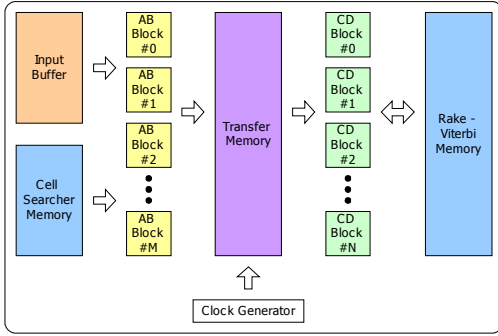 Input
Buffer
Cell
Searcher
Memory
AB
Block
#0
AB
Block
#1
AB
Block
#2
AB
Block
#M
Transfer
Memory
CD
Block
#0
CD
Block
#1
CD
Block
#2
CD
Block
#N
Rake -
Viterbi
Memory
Clock Generator